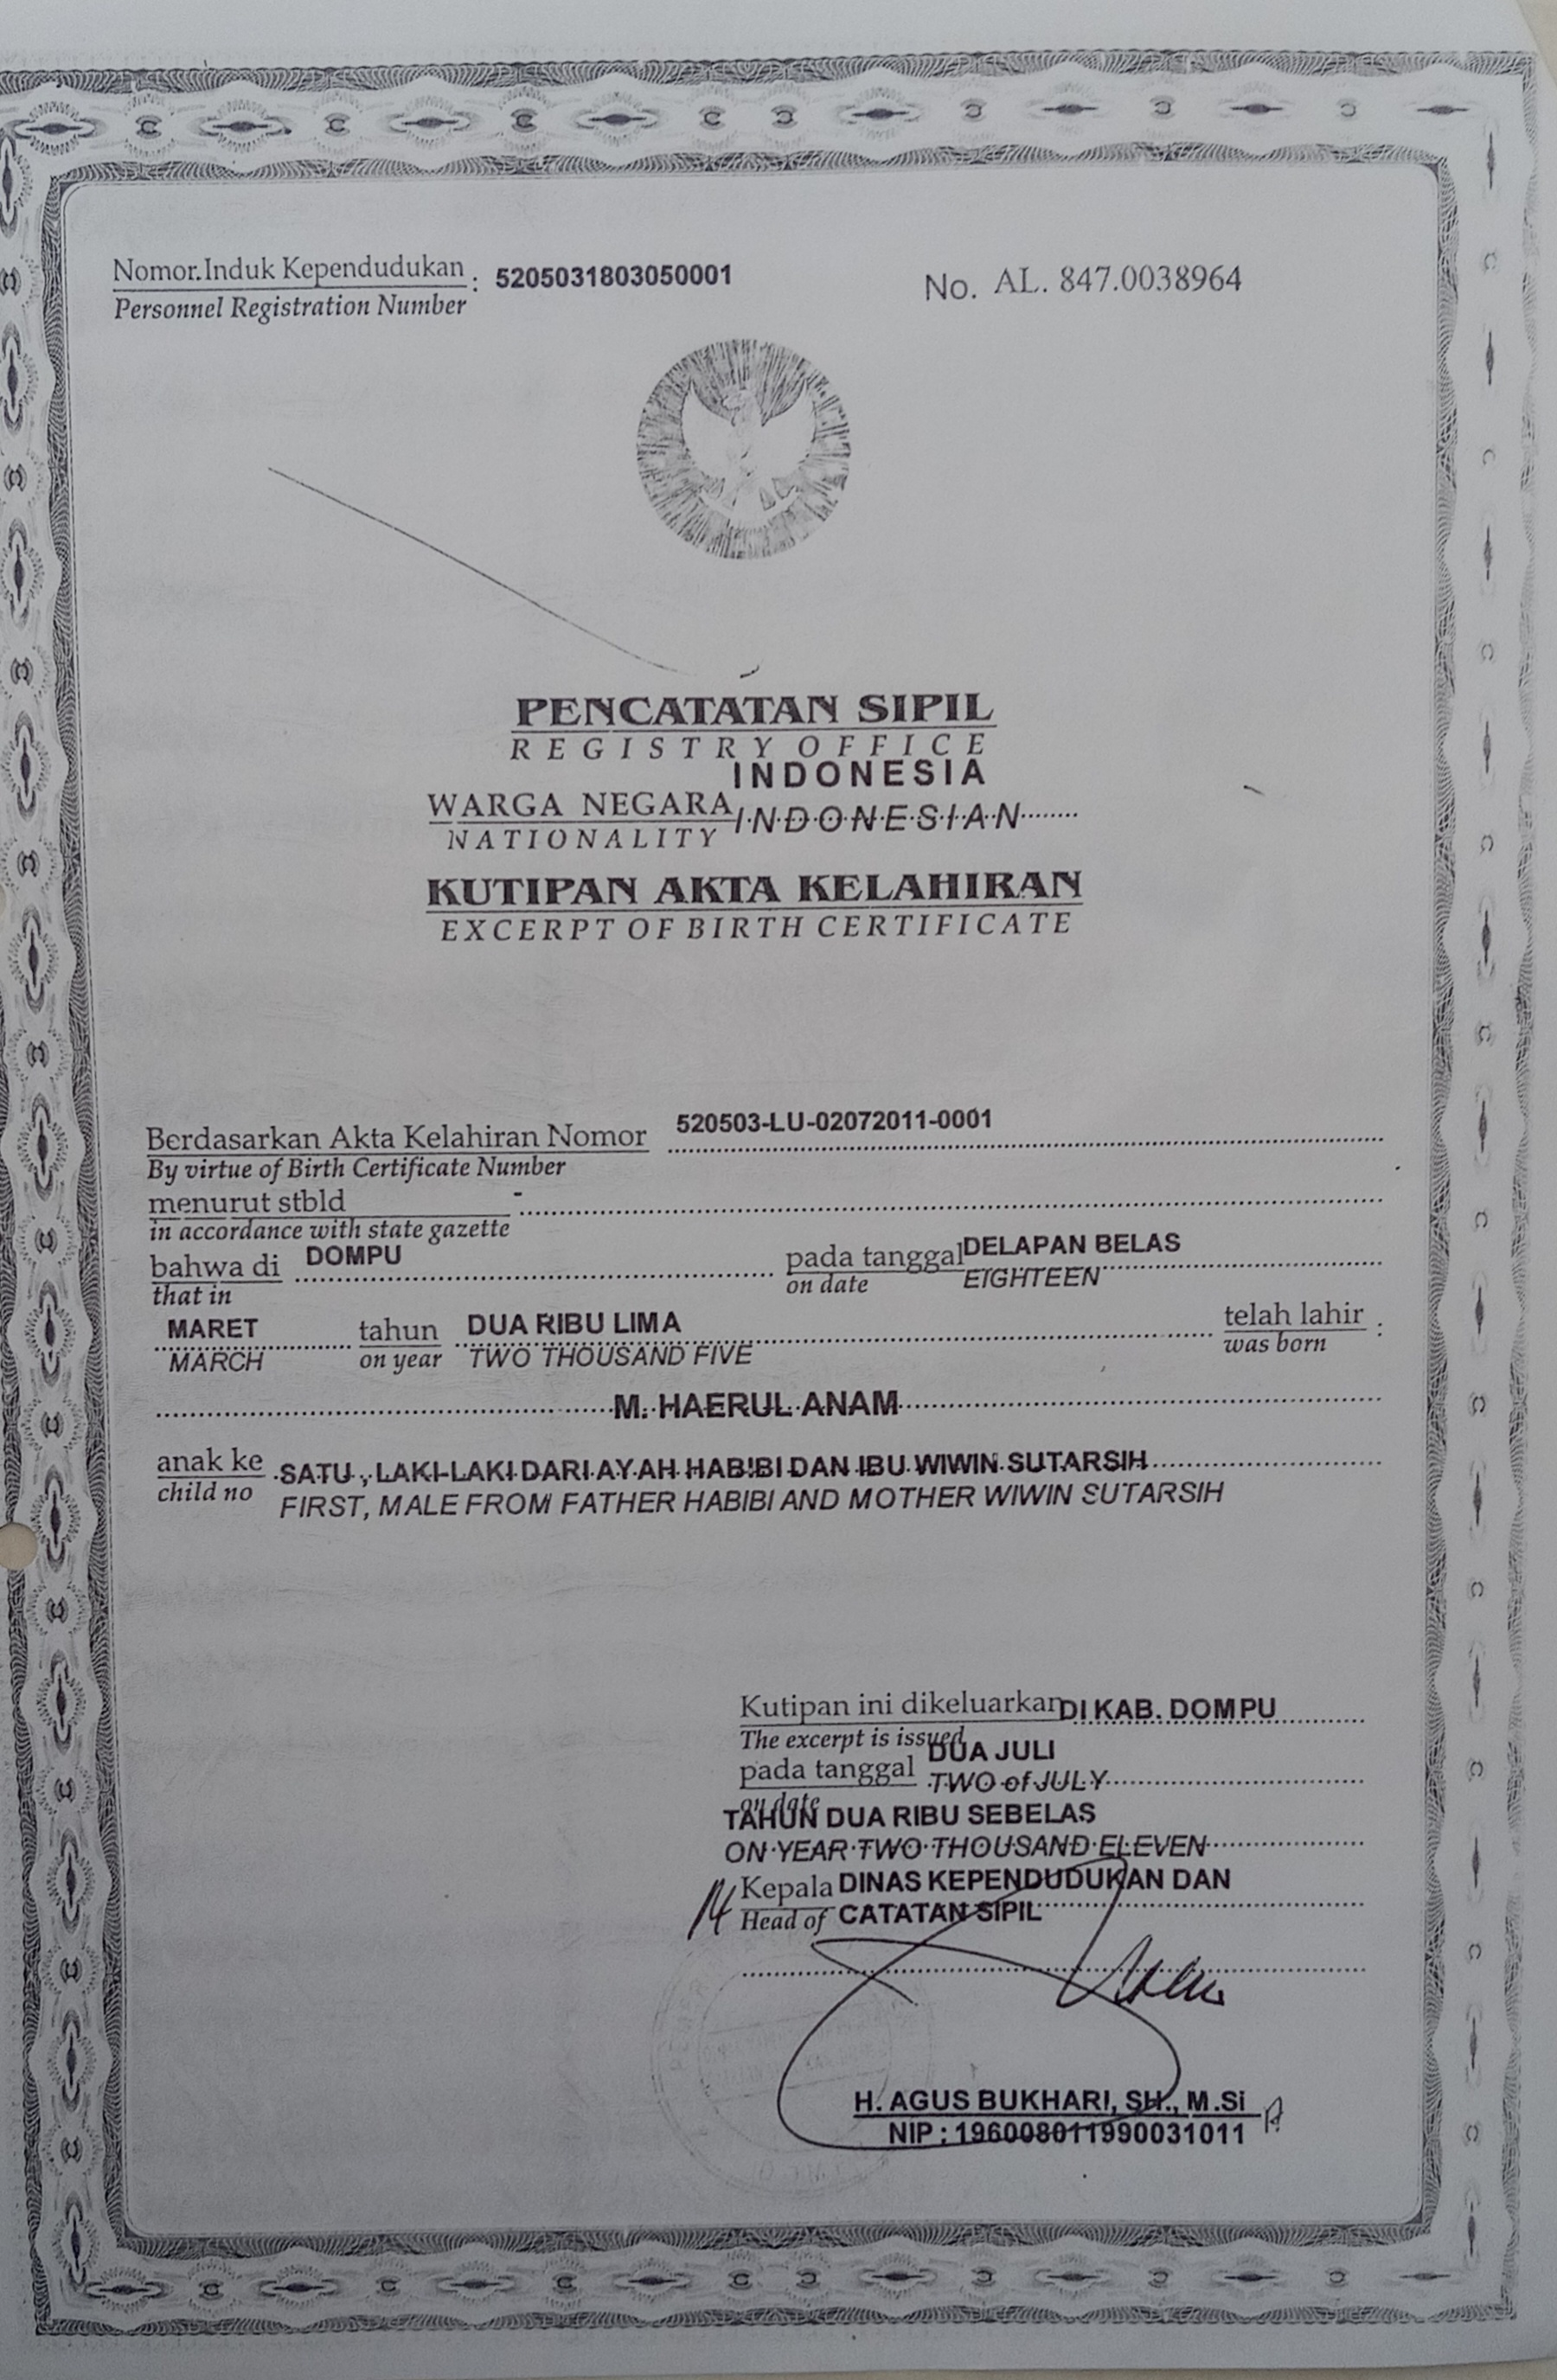 Nomor Induk Kependudukan : 5205031803050001 No. AL. 847.0038964
Personnel Registration Number
PENCATATAN SIPIL
REGISTRY OFFICE
INDONESIA
WARGA NEGARA INDONESIAN
NATIONALITY
KUTIPAN AKTA KELAHIRAN
EXCERPT OF BIRTH CERTIFICATE
Berdasarkan Akta Kelahiran Nomor 520503-LU-02072011-0001
By virtue of Birth Certificate Number
menurut stbld -
in accordance with state gazette
bahwa di DOMPU pada tanggal DELAPAN BELAS
that in on date EIGHTEEN
MARET tahun DUA RIBU LIMA telah lahir :
MARCH on year TWO THOUSAND FIVE was born
M. HAERUL ANAM
anak ke SATU, LAKI-LAKI DARI AYAH HABIBI DAN IBU WIWIN SUTARSIH
child no FIRST, MALE FROM FATHER HABIBI AND MOTHER WIWIN SUTARSIH
Kutipan ini dikeluarkan DI KAB. DOMPU
The excerpt is issued
DUA JULI
pada tanggal TWO of JULY
on date
TAHUN DUA RIBU SEBELAS
ON YEAR TWO THOUSAND ELEVEN
Kepala DINAS KEPENDUDUKAN DAN
Head of CATATAN SIPIL
H. AGUS BUKHARI, SH., M.Si
NIP : 196008011990031011